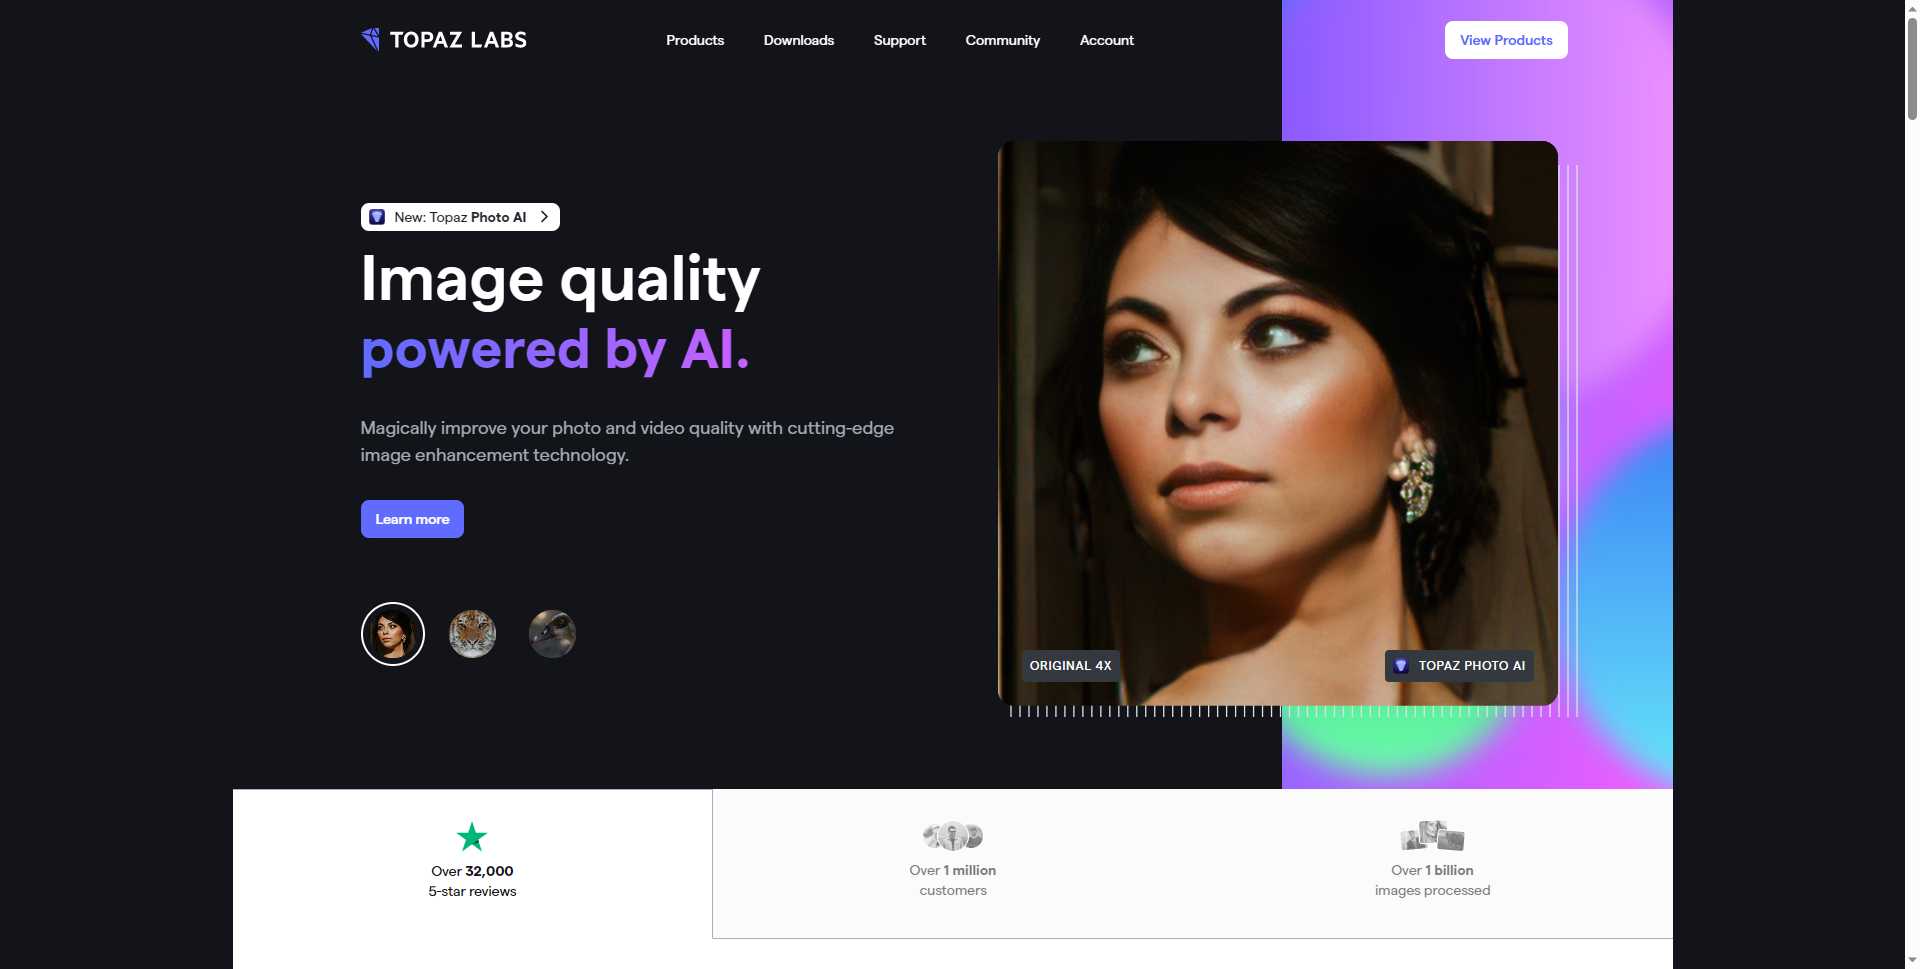 TOPAZ LABS
Products
Downloads
Support
Community
Account
View Products
New: Topaz Photo AI
Image quality
powered by AI.
Magically improve your photo and video quality with cutting-edge
image enhancement technology.
Learn more
ORIGINAL 4X
TOPAZ PHOTO AI
Over 32,000
5-star reviews
Over 1 million
customers
Over 1 billion
images processed